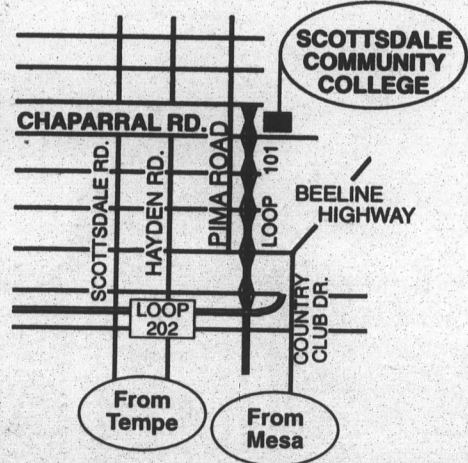 SCOTTSDALE
COMMUNITY
COLLEGE
CHAPARRAL RD.
SCOTTSDALE RD.
HAYDEN RD.
PIMA ROAD
LOOP 101
BEELINE
HIGHWAY
LOOP
202
COUNTRY
CLUB DR.
From
Tempe
From
Mesa